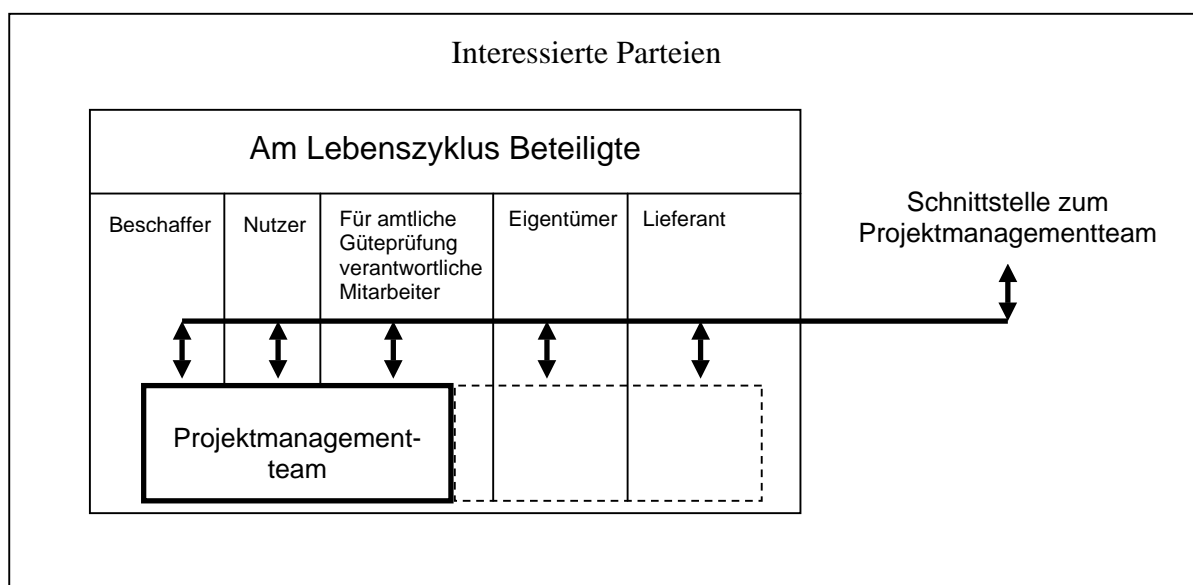 Interessierte Parteien
Am Lebenszyklus Beteiligte
Beschaffer
Nutzer
Für amtliche
Güteprüfung
verantwortliche
Mitarbeiter
Eigentümer
Lieferant
Schnittstelle zum
Projektmanagementteam
Projektmanagement-
team